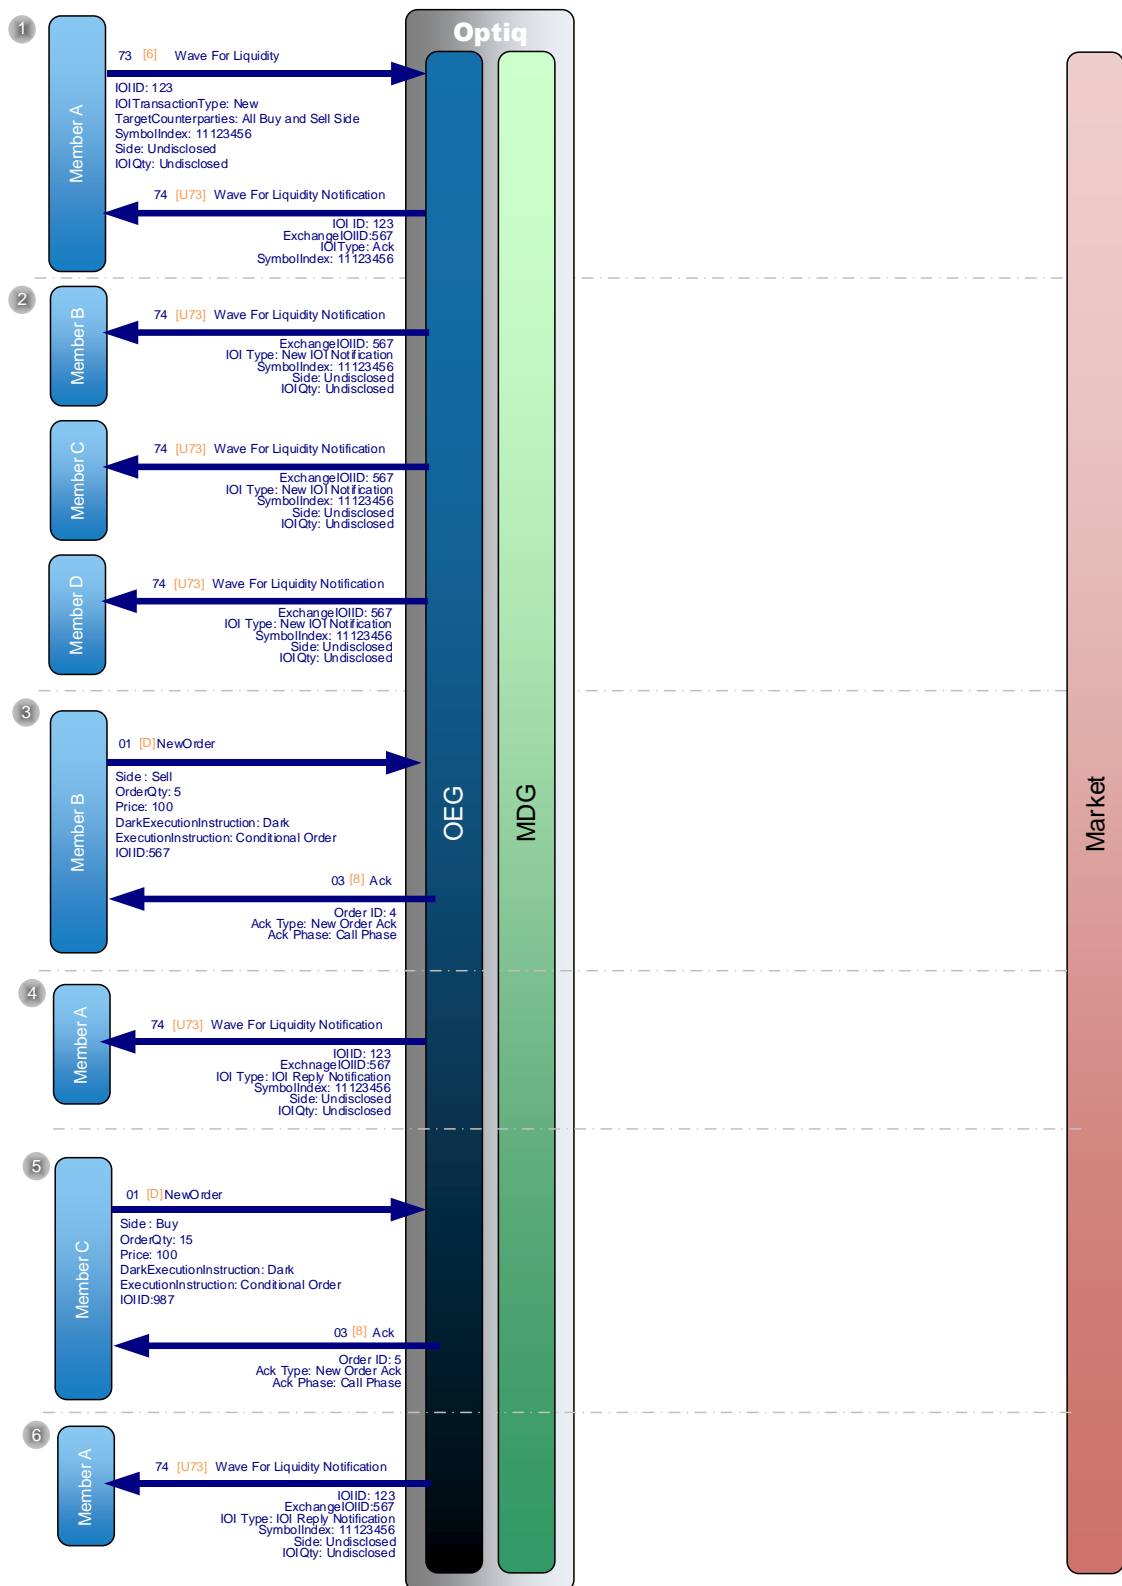 Optiq
1
Member A
73 [6] Wave For Liquidity
IOIID: 123
IOITransactionType: New
TargetCounterparties: All Buy and Sell Side
SymbolIndex: 11123456
Side: Undisclosed
IOIQty: Undisclosed
74 [U73] Wave For Liquidity Notification
IOI ID: 123
ExchangeIOIID:567
IOIType: Ack
SymbolIndex: 11123456
2
Member B
74 [U73] Wave For Liquidity Notification
ExchangeIOIID: 567
IOI Type: New IOI Notification
SymbolIndex: 11123456
Side: Undisclosed
IOIQty: Undisclosed
Member C
74 [U73] Wave For Liquidity Notification
ExchangeIOIID: 567
IOI Type: New IOI Notification
SymbolIndex: 11123456
Side: Undisclosed
IOIQty: Undisclosed
Member D
74 [U73] Wave For Liquidity Notification
ExchangeIOIID: 567
IOI Type: New IOI Notification
SymbolIndex: 11123456
Side: Undisclosed
IOIQty: Undisclosed
3
Member B
01 [D] NewOrder
Side : Sell
OrderQty: 5
Price: 100
DarkExecutionInstruction: Dark
ExecutionInstruction: Conditional Order
IOIID:567
03 [8] Ack
Order ID: 4
Ack Type: New Order Ack
Ack Phase: Call Phase
OEG
MDG
Market
4
Member A
74 [U73] Wave For Liquidity Notification
IOIID: 123
ExchnageIOIID:567
IOI Type: IOI Reply Notification
SymbolIndex: 11123456
Side: Undisclosed
IOIQty: Undisclosed
5
Member C
01 [D] NewOrder
Side : Buy
OrderQty: 15
Price: 100
DarkExecutionInstruction: Dark
ExecutionInstruction: Conditional Order
IOIID:987
03 [8] Ack
Order ID: 5
Ack Type: New Order Ack
Ack Phase: Call Phase
6
Member A
74 [U73] Wave For Liquidity Notification
IOIID: 123
ExchangeIOIID:567
IOI Type: IOI Reply Notification
SymbolIndex: 11123456
Side: Undisclosed
IOIQty: Undisclosed